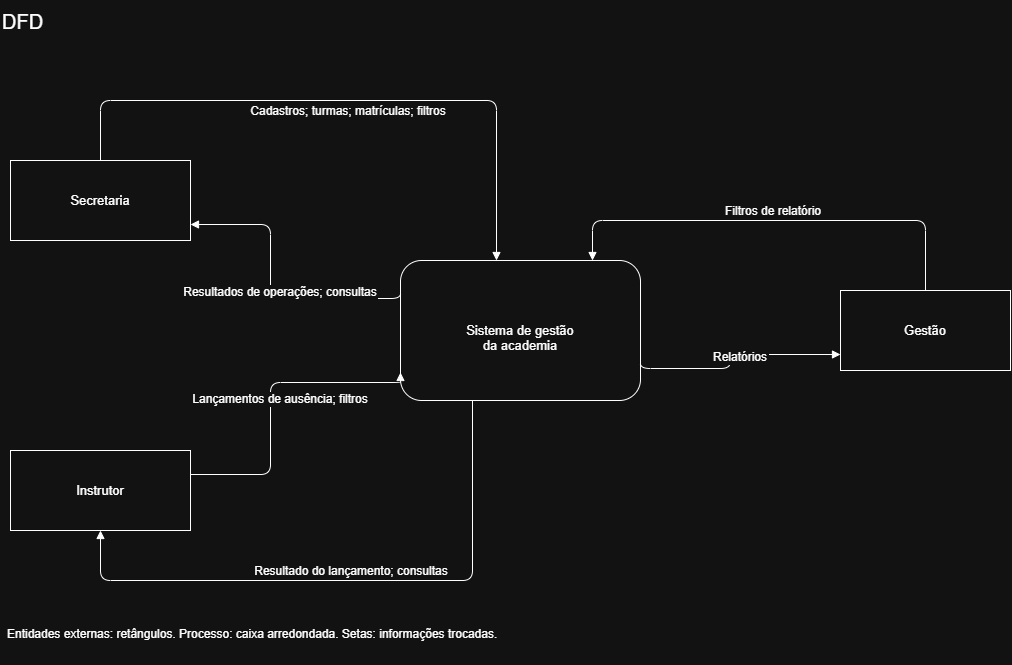 DFD
Cadastros; turmas; matrículas; filtros
Secretaria
Filtros de relatório
Resultados de operações; consultas
Sistema de gestão
da academia
Gestão
Relatórios
Lançamentos de ausência; filtros
Instrutor
Resultado do lançamento; consultas
Entidades externas: retângulos. Processo: caixa arredondada. Setas: informações trocadas.